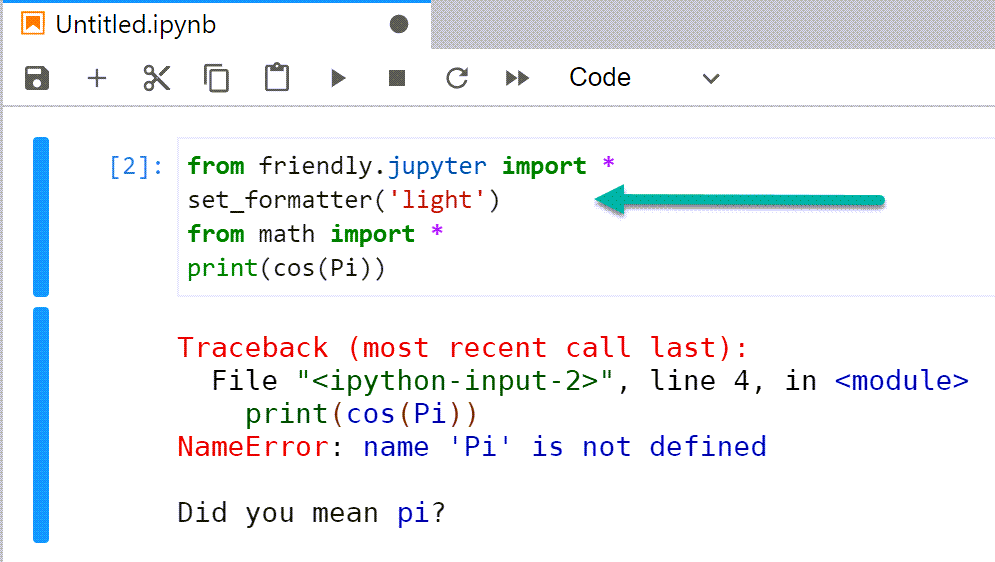 Untitled.ipynb
Code
[2]: from friendly.jupyter import *
set_formatter('light')
from math import *
print(cos(Pi))
Traceback (most recent call last):
  File "<ipython-input-2>", line 4, in <module>
    print(cos(Pi))
NameError: name 'Pi' is not defined
Did you mean pi?